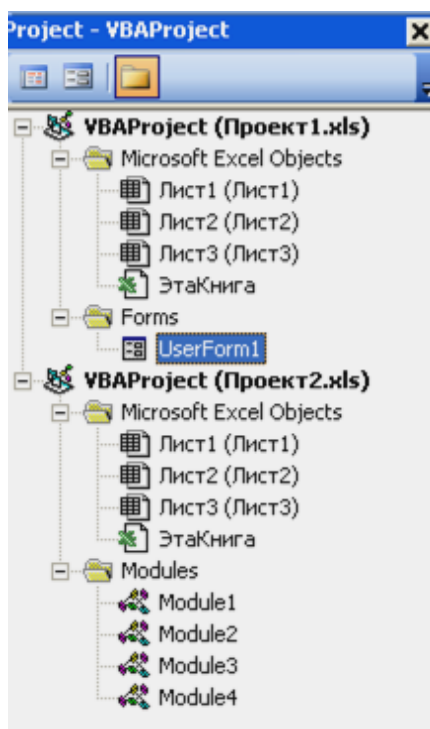 Project - VBAProject
VBAProject (Проект1.xls)
Microsoft Excel Objects
Лист1 (Лист1)
Лист2 (Лист2)
Лист3 (Лист3)
ЭтаКнига
Forms
UserForm1
VBAProject (Проект2.xls)
Microsoft Excel Objects
Лист1 (Лист1)
Лист2 (Лист2)
Лист3 (Лист3)
ЭтаКнига
Modules
Module1
Module2
Module3
Module4